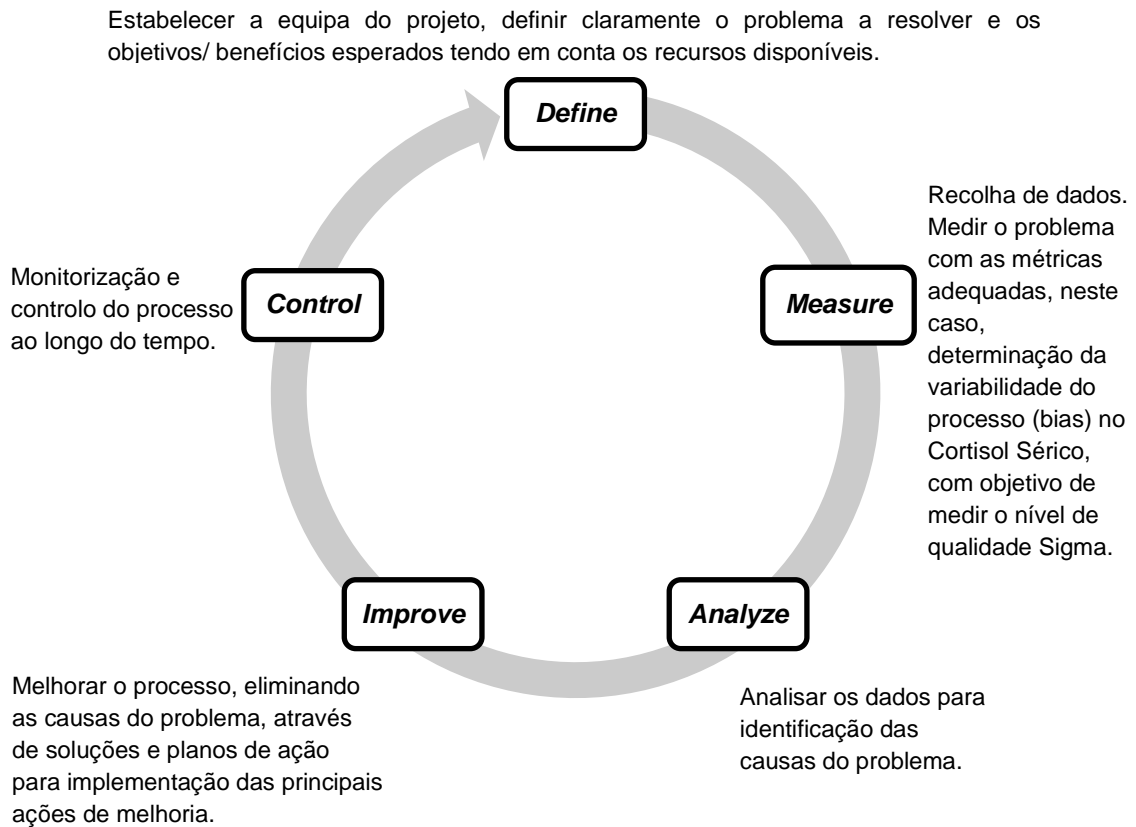 Estabelecer a equipa do projeto, definir claramente o problema a resolver e os
objetivos/ benefícios esperados tendo em conta os recursos disponíveis.
Define
Recolha de dados.
Medir o problema
com as métricas
adequadas, neste
caso,
determinação da
variabilidade do
processo (bias) no
Cortisol Sérico,
com objetivo de
medir o nível de
qualidade Sigma.
Measure
Monitorização e
controlo do processo
ao longo do tempo.
Control
Improve
Analyze
Melhorar o processo, eliminando
as causas do problema, através
de soluções e planos de ação
para implementação das principais
ações de melhoria.
Analisar os dados para
identificação das
causas do problema.